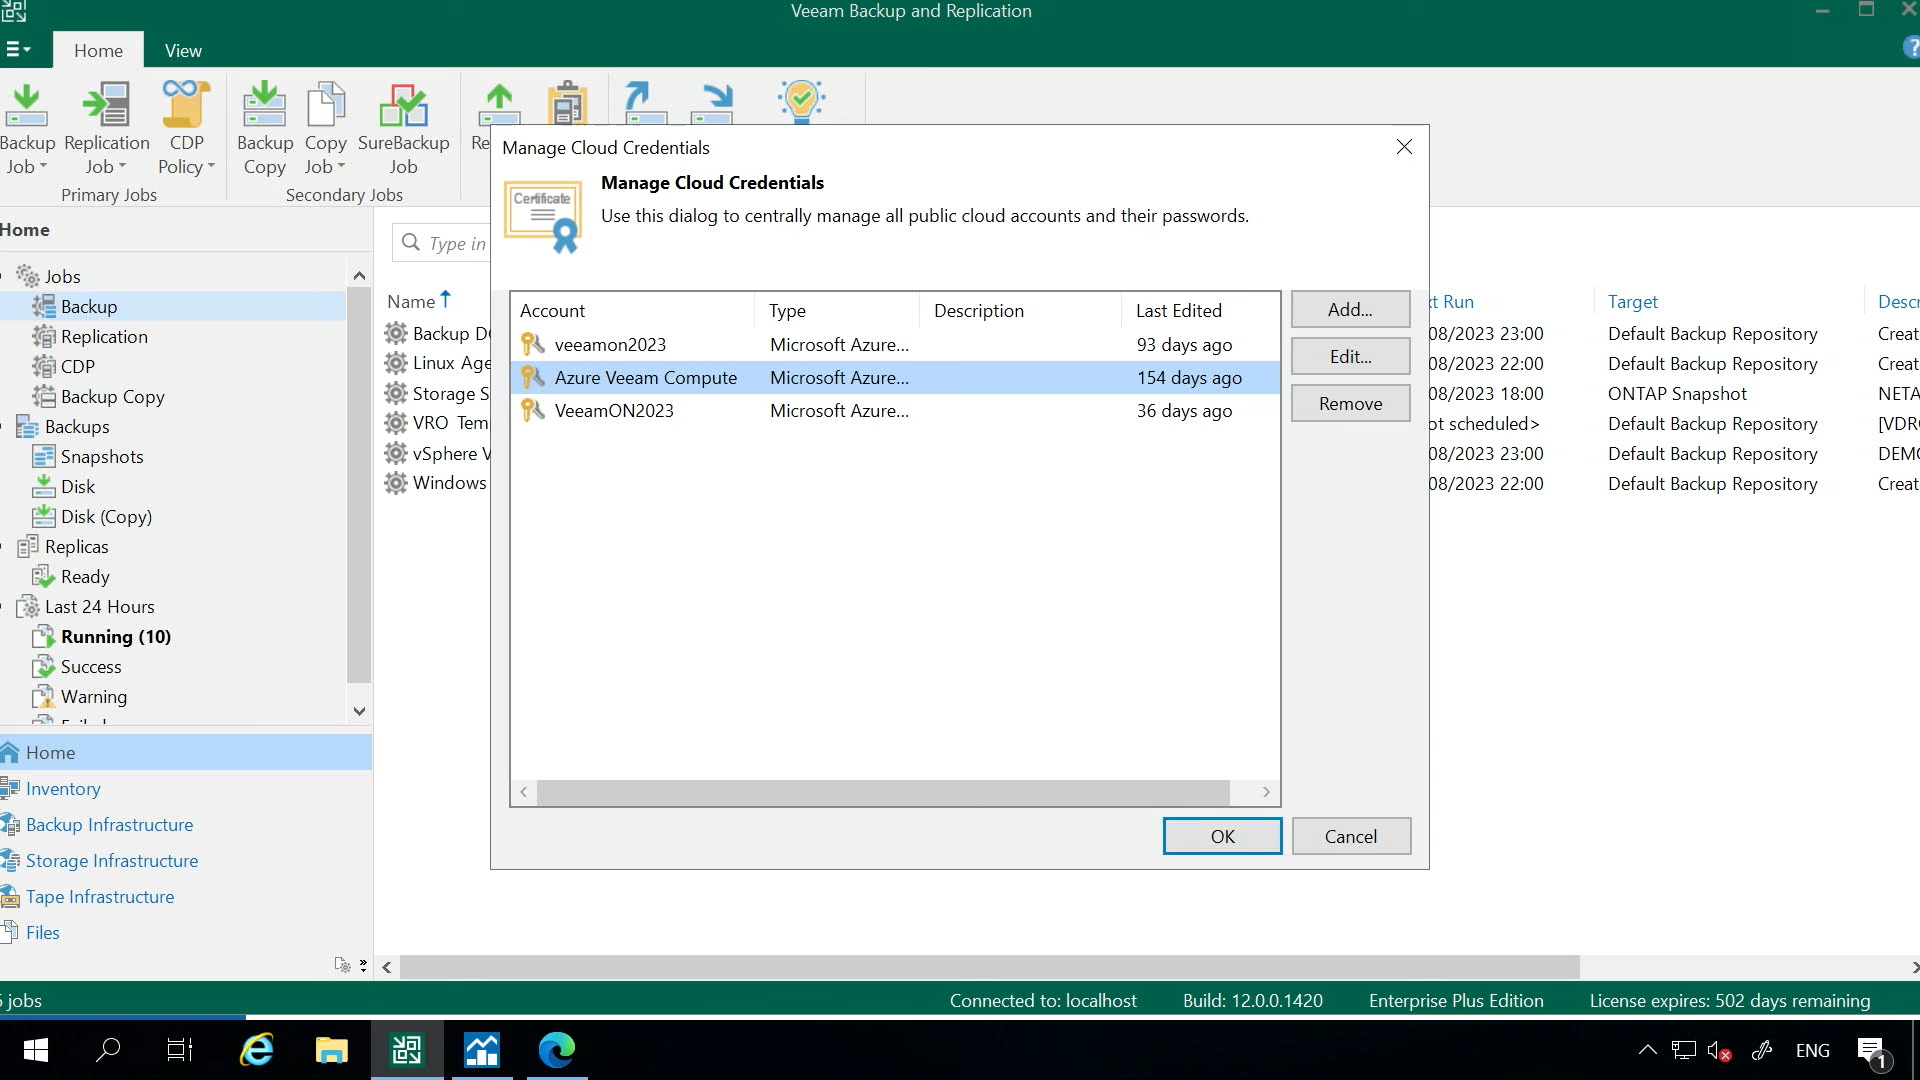 Veeam Backup and Replication
Home
View
Backup
Job
Replication
Job
CDP
Policy
Primary Jobs
Backup
Copy
Copy
Job
SureBackup
Job
Secondary Jobs
Re
Home
Jobs
Backup
Replication
CDP
Backup Copy
Backups
Snapshots
Disk
Disk (Copy)
Replicas
Ready
Last 24 Hours
Running (10)
Success
Warning
Home
Inventory
Backup Infrastructure
Storage Infrastructure
Tape Infrastructure
Files
Type in
Name
Backup D
Linux Age
Storage S
VRO Tem
vSphere V
Windows
Manage Cloud Credentials
Certificate
Manage Cloud Credentials
Use this dialog to centrally manage all public cloud accounts and their passwords.
Account Type Description Last Edited
veeamon2023 Microsoft Azure... 93 days ago
Azure Veeam Compute Microsoft Azure... 154 days ago
VeeamON2023 Microsoft Azure... 36 days ago
Add...
Edit...
Remove
OK
Cancel
xt Run Target Descr
08/2023 23:00 Default Backup Repository Creat
08/2023 22:00 Default Backup Repository Creat
08/2023 18:00 ONTAP Snapshot NETA
ot scheduled> Default Backup Repository [VDR
08/2023 23:00 Default Backup Repository DEMO
08/2023 22:00 Default Backup Repository Creat
jobs
Connected to: localhost
Build: 12.0.0.1420
Enterprise Plus Edition
License expires: 502 days remaining
ENG
1